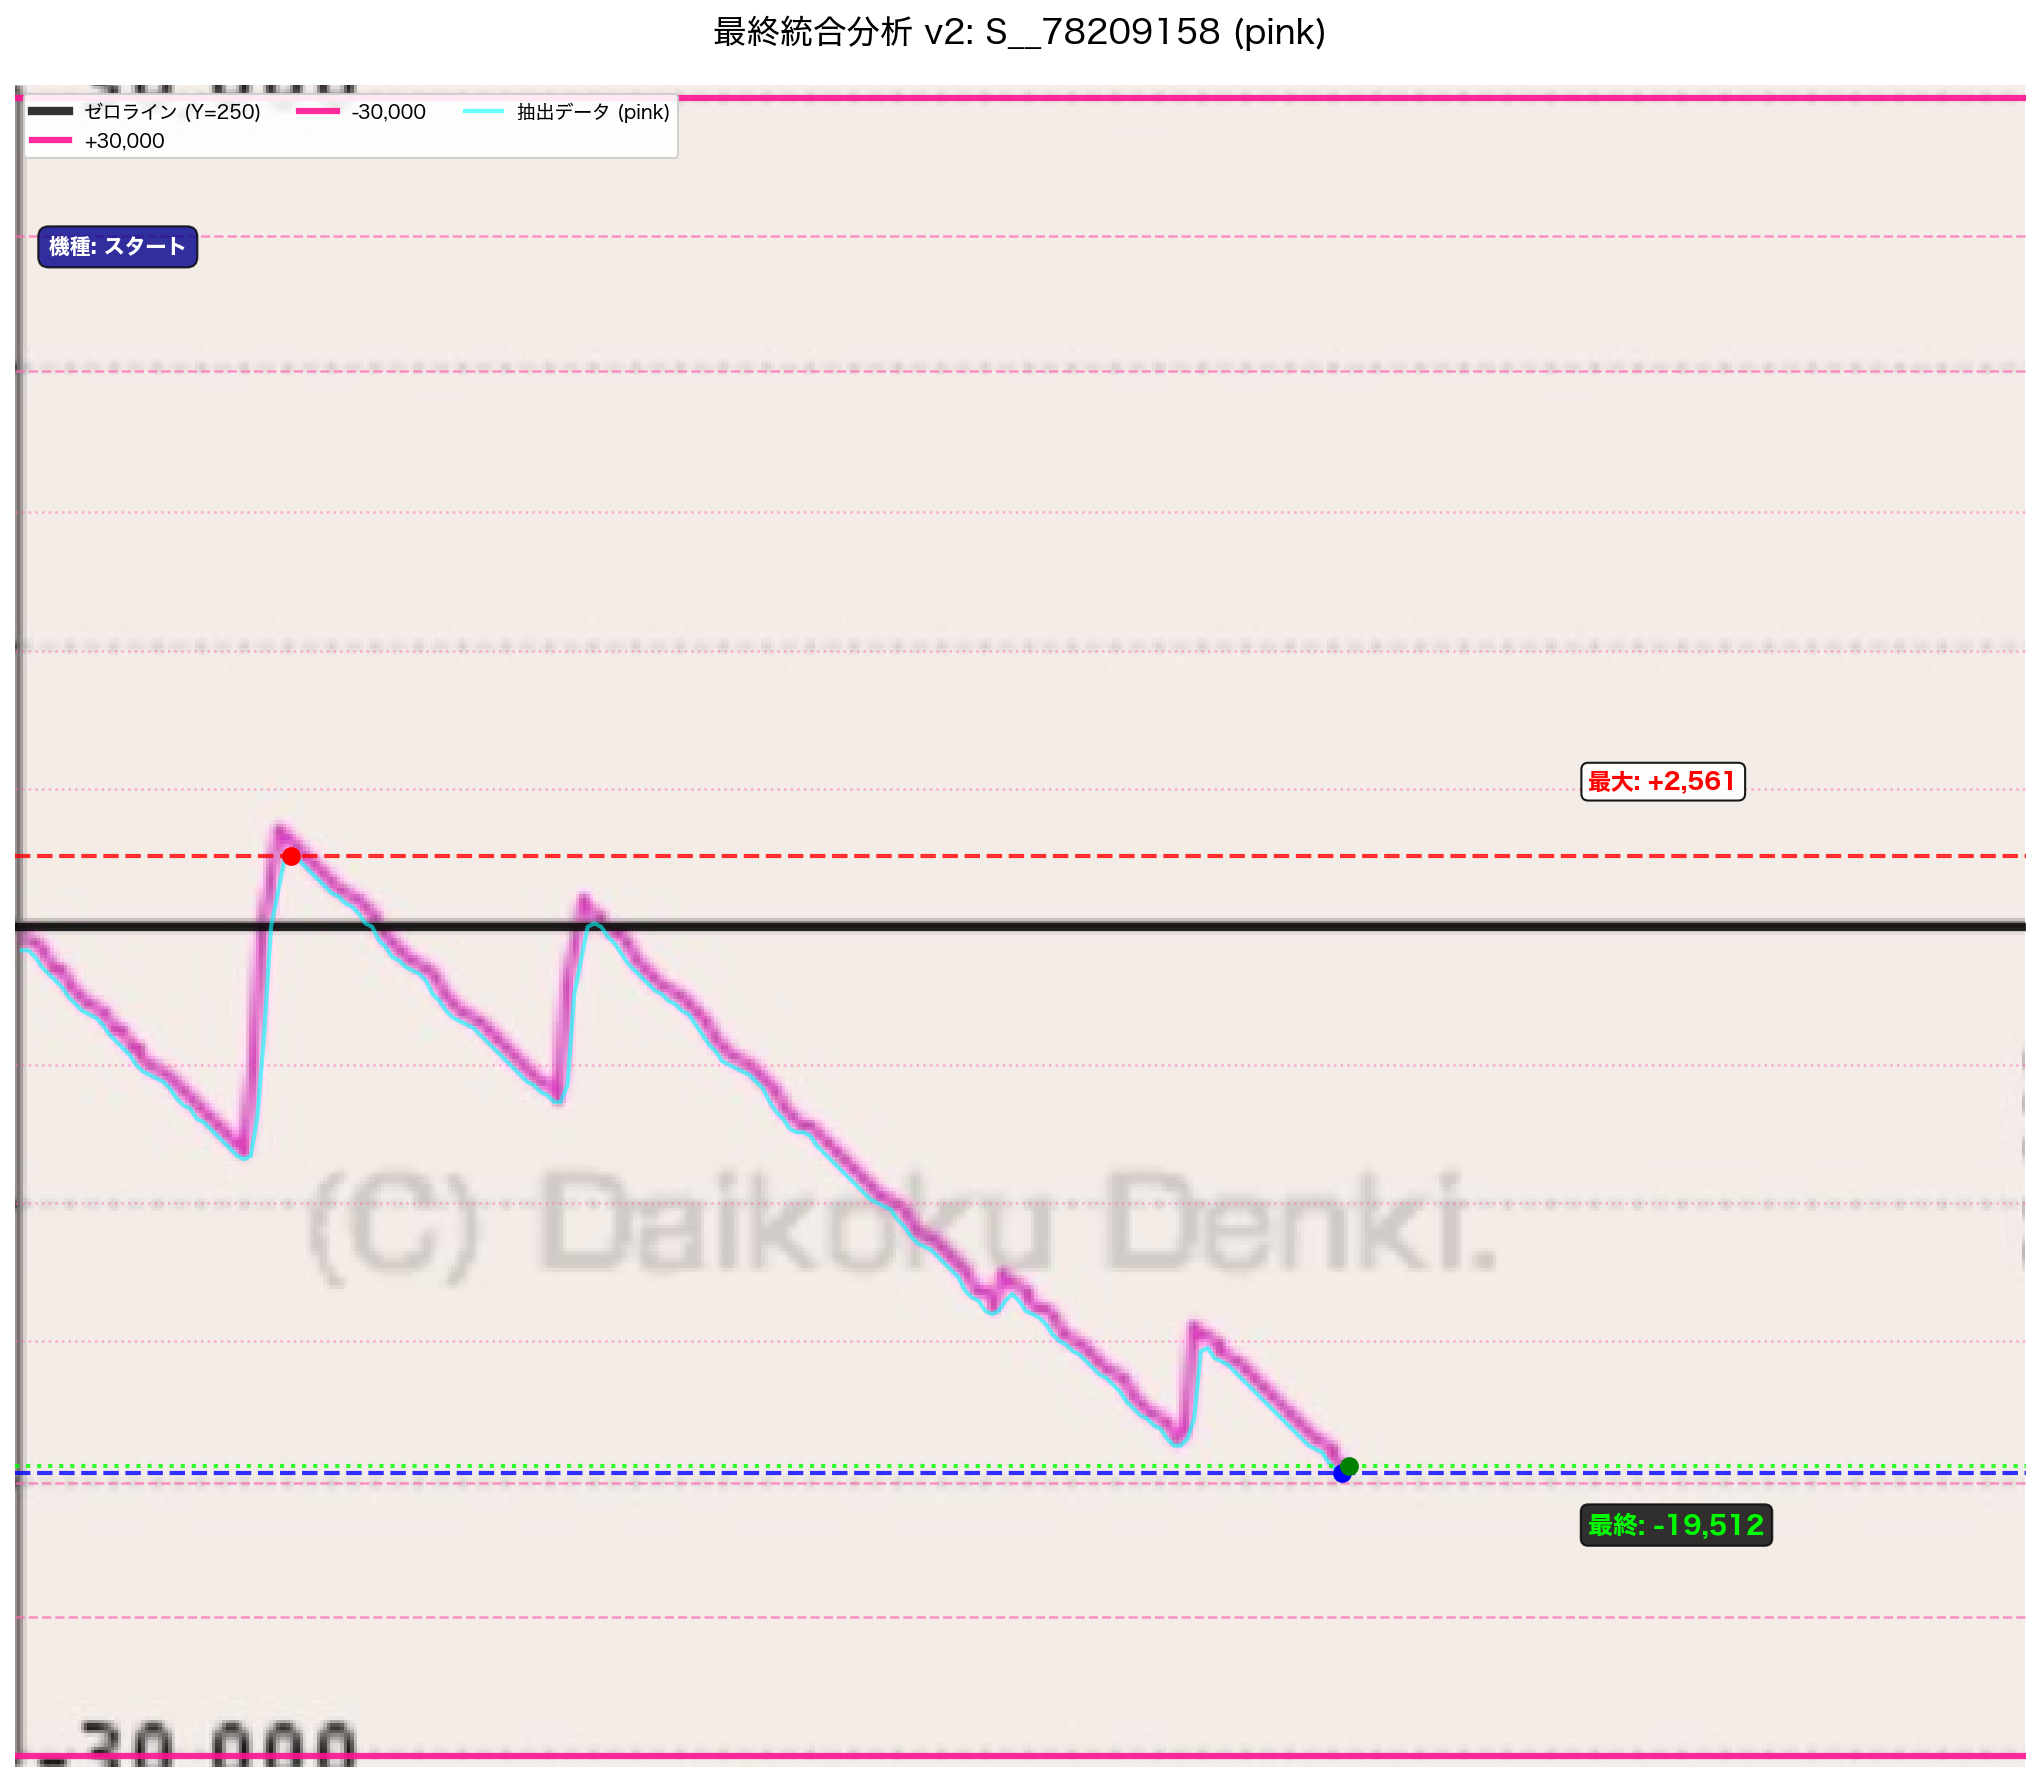 最終統合分析 v2: S__78209158 (pink)
ゼロライン (Y=250)
-30,000
抽出データ (pink)
+30,000
機種: スタート
最大: +2,561
(C) Daikoku Denki.
最終: -19,512
-30,000